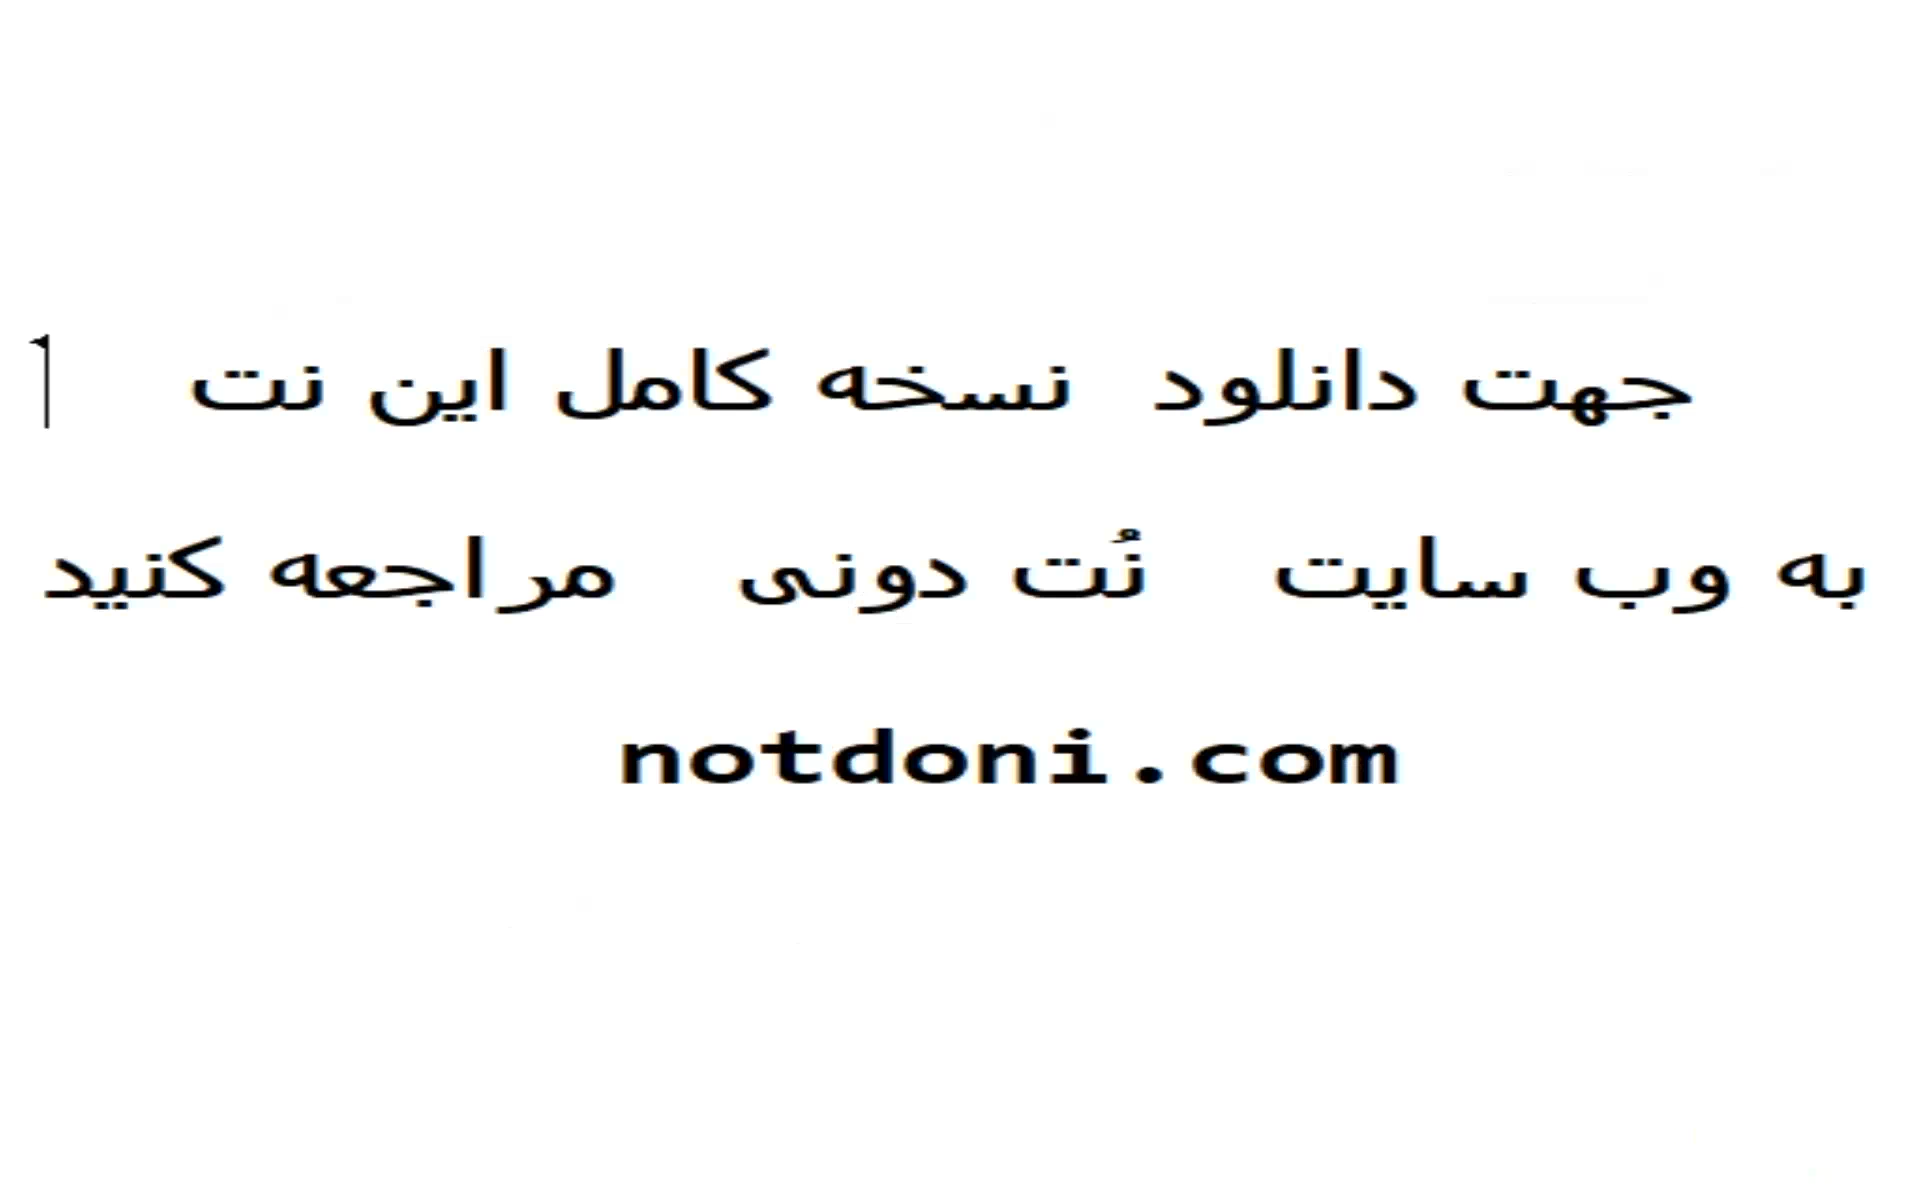 جهت دانلود نسخه کامل این نت
به وب سایت نُت دونی مراجعه کنید
notdoni.com